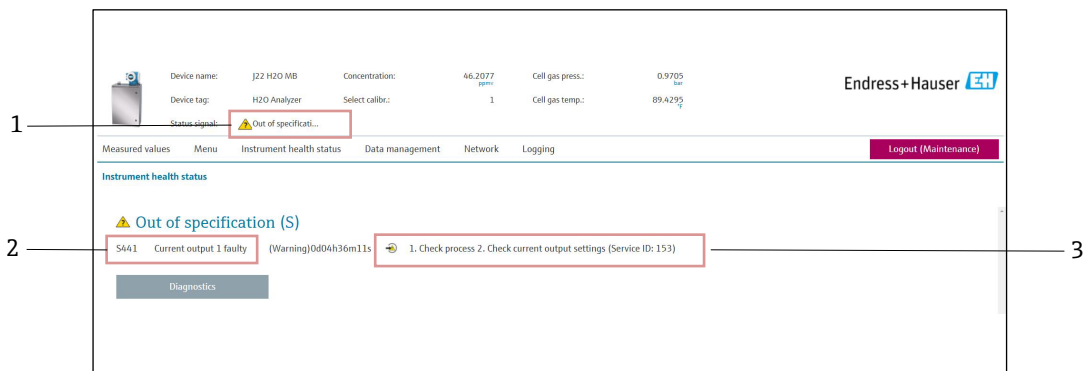 Device name: J22 H2O MB Concentration: 46.2077 ppmv Cell gas press.: 0.9705 bar
Endress+Hauser EH
Device tag: H2O Analyzer Select calibr.: 1 Cell gas temp.: 89.4295 °F
1
Status signal: Out of specificati...
Measured values Menu Instrument health status Data management Network Logging Logout (Maintenance)
Instrument health status
Out of specification (S)
2
S441 Current output 1 faulty (Warning)0d04h36m11s 1. Check process 2. Check current output settings (Service ID: 153)
3
Diagnostics